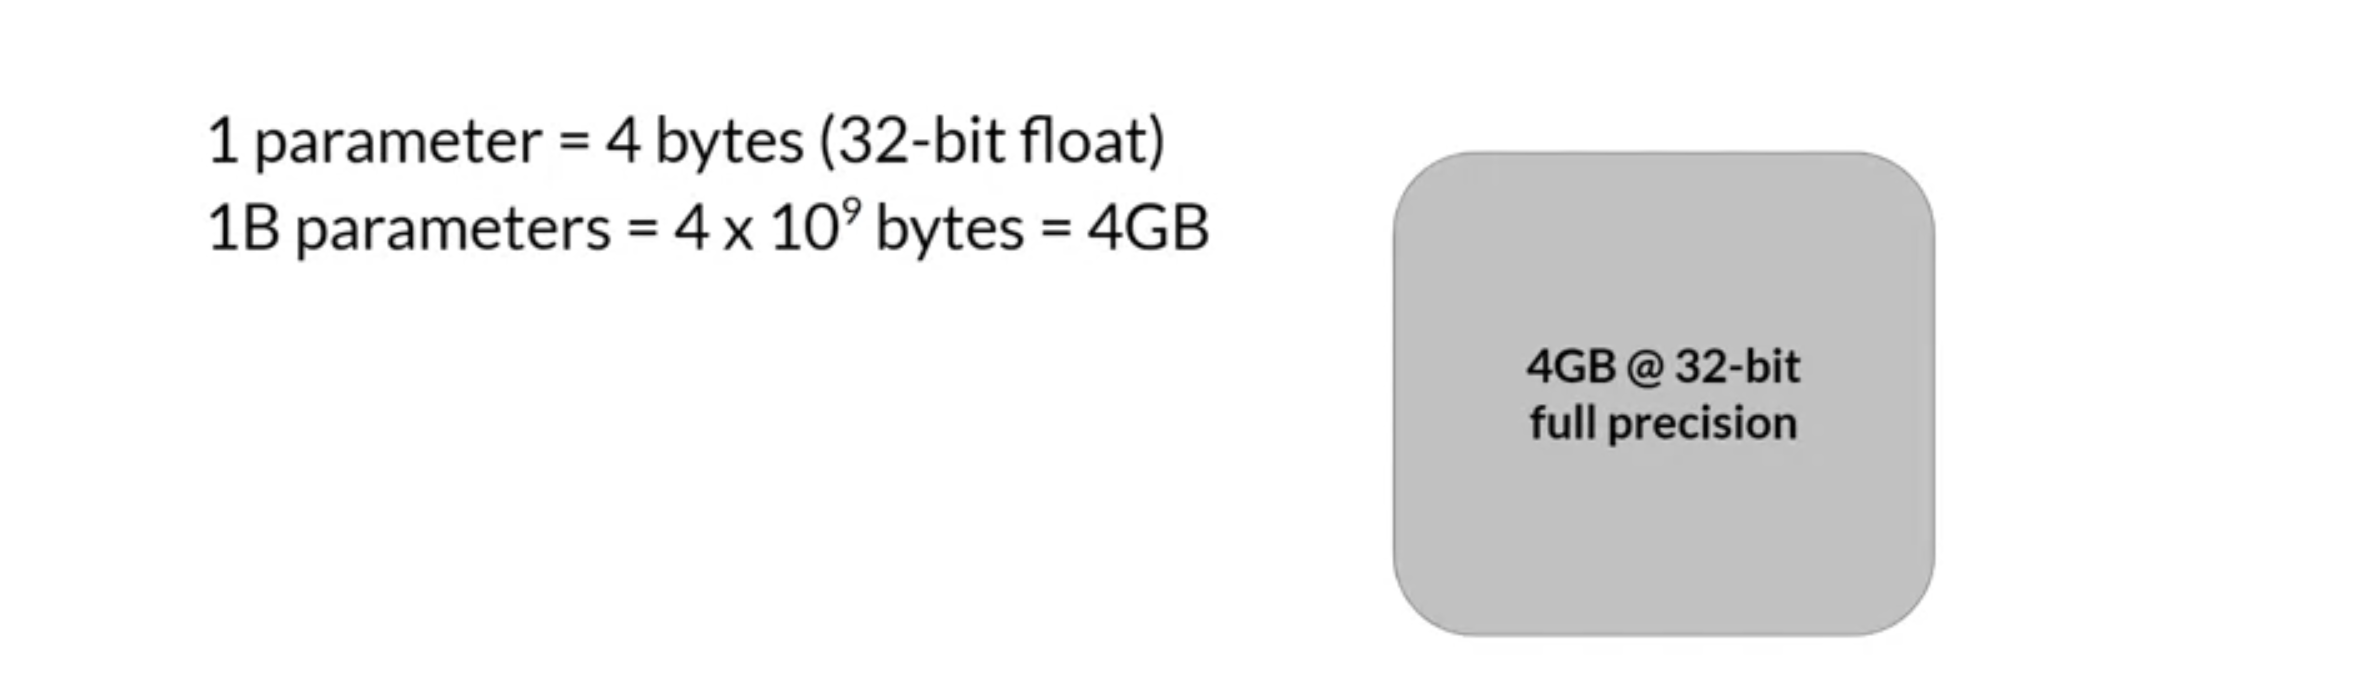 1 parameter = 4 bytes (32-bit float)
1B parameters = 4 x 10⁹ bytes = 4GB
4GB @ 32-bit
full precision